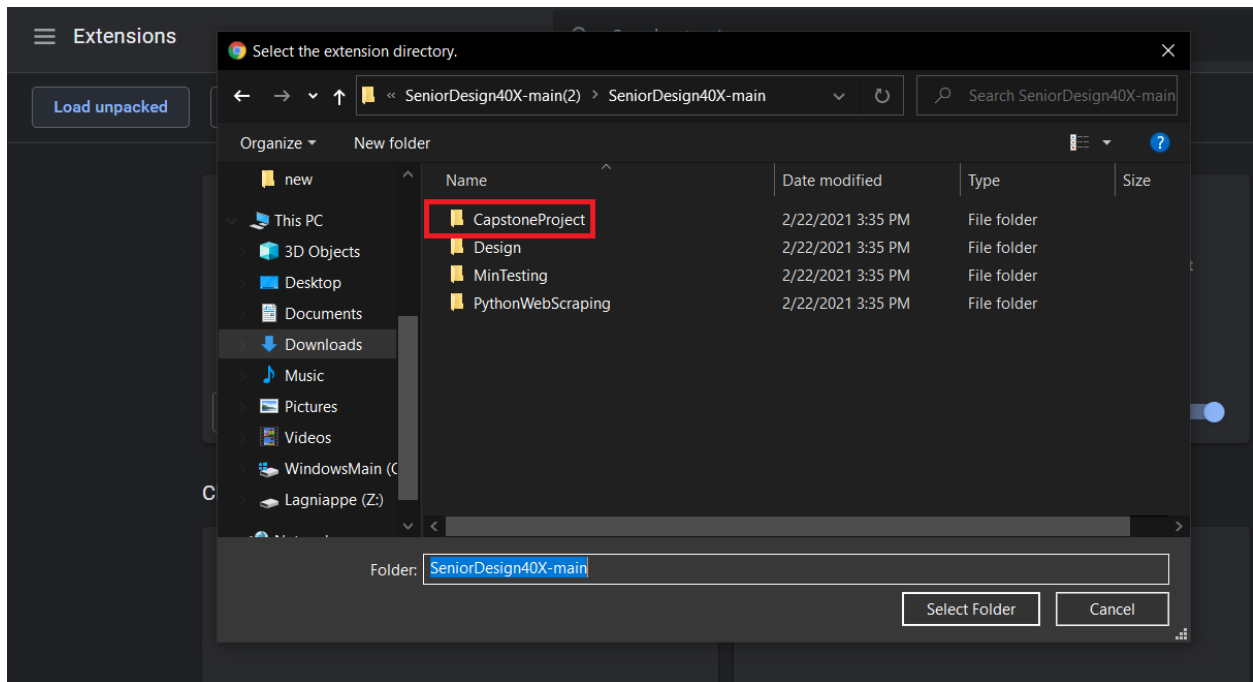 Extensions
Select the extension directory.
Load unpacked
« SeniorDesign40X-main(2) > SeniorDesign40X-main
Search SeniorDesign40X-main
Organize
New folder
?
new
This PC
3D Objects
Desktop
Documents
Downloads
Music
Pictures
Videos
WindowsMain (C
Lagniappe (Z:)
Name Date modified Type Size
CapstoneProject 2/22/2021 3:35 PM File folder
Design 2/22/2021 3:35 PM File folder
MinTesting 2/22/2021 3:35 PM File folder
PythonWebScraping 2/22/2021 3:35 PM File folder
C
Folder: SeniorDesign40X-main
Select Folder
Cancel